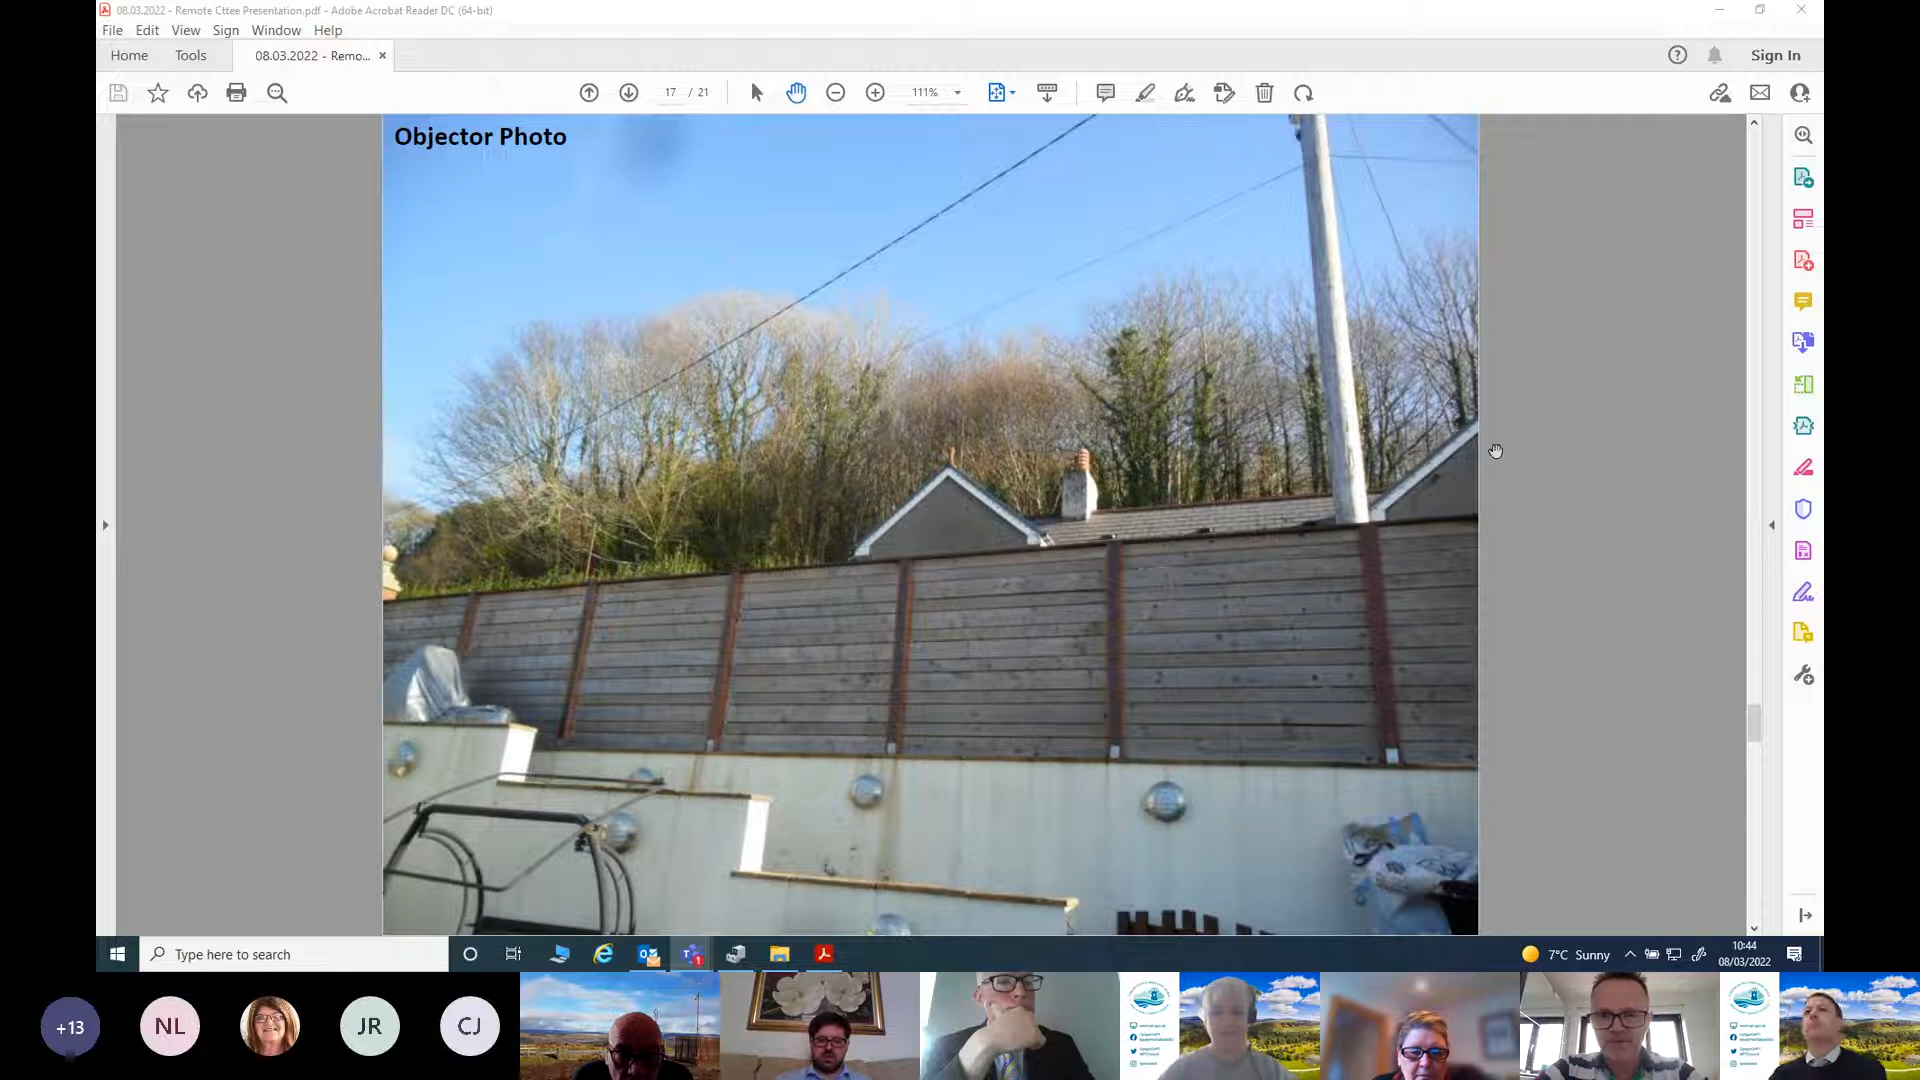 08.03.2022 - Remote Cttee Presentation.pdf - Adobe Acrobat Reader DC (64-bit)
File Edit View Sign Window Help
Home Tools 08.03.2022 - Remo... Sign In
17 / 21 111%
Objector Photo
Type here to search
1
7°C Sunny
10:44
08/03/2022
+13 NL JR CJ